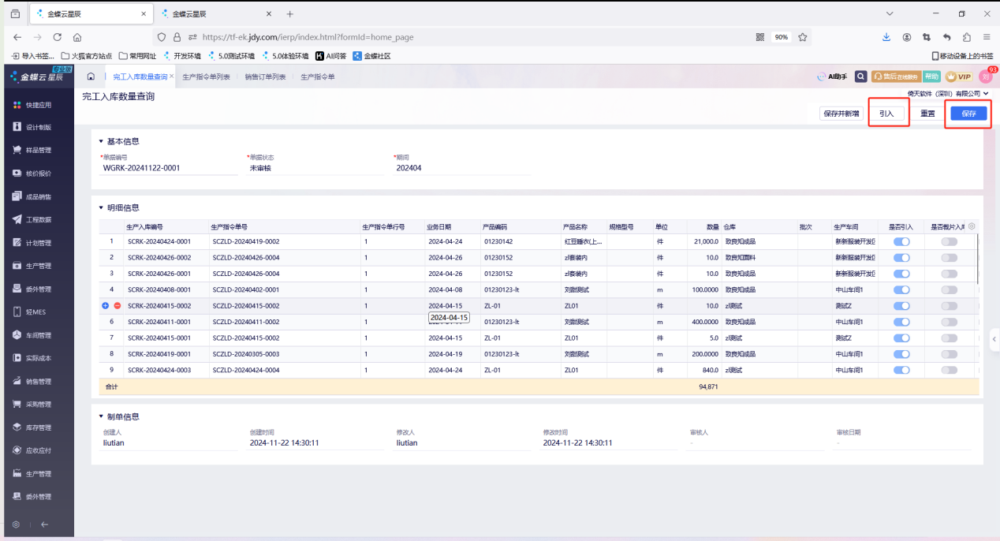 金蝶云星辰
金蝶云星辰
https://tf-ek.jdy.com/ierp/index.html?formId=home_page
90%
导入书签... 火狐官方站点 常用网址 开发环境 5.0测试环境 5.0体验环境 AI问答 金蝶社区 移动设备上的书签
金蝶云 星辰 专业版
完工入库数量查询 生产指令单列表 销售订单列表 生产指令单
AI助手 售后在线服务 帮助 VIP 刘 93
完工入库数量查询
倚天软件（深圳）有限公司
保存并新增 引入 重置 保存
快捷应用
设计制版
样品管理
核价报价
成品销售
工程数据
计划管理
生产管理
委外管理
轻MES
车间管理
实际成本
销售管理
采购管理
库存管理
应收应付
生产管理
委外管理
基本信息
*单据编号 *单据状态 *期间
WGRK-20241122-0001 未审核 202404
明细信息
生产入库编号 生产指令单号 生产指令单行号 业务日期 产品编码 产品名称 规格型号 单位 数量 仓库 批次 生产车间 是否引入 是否裁片入库
1 SCRK-20240424-0001 SCZLD-20240419-0002 1 2024-04-24 01230142 红豆睡衣(上... 件 21,000.0 致良知成品 新新服装开发区
2 SCRK-20240426-0002 SCZLD-20240426-0004 1 2024-04-26 01230152 zl套装内 件 10.0 致良知面料 新新服装开发区
3 SCRK-20240426-0001 SCZLD-20240426-0004 1 2024-04-26 01230152 zl套装内 件 10.0 致良知成品 新新服装开发区
4 SCRK-20240408-0001 SCZLD-20240402-0001 1 2024-04-08 01230123-lt 刘甜测试 m 100.0000 致良知成品 中山车间1
SCRK-20240415-0002 SCZLD-20240415-0002 1 2024-04-15 ZL-01 ZL01 件 10.0 zl测试 测试Z
2024-04-15
6 SCRK-20240411-0001 SCZLD-20240411-0002 1 01230123-lt 刘甜测试 m 400.0000 致良知成品 中山车间1
7 SCRK-20240415-0001 SCZLD-20240415-0002 1 2024-04-15 ZL-01 ZL01 件 5.0 zl测试 测试Z
8 SCRK-20240419-0001 SCZLD-20240305-0003 1 2024-04-19 01230123-lt 刘甜测试 m 200.0000 致良知成品 中山车间1
9 SCRK-20240424-0003 SCZLD-20240424-0004 1 2024-04-24 ZL-01 ZL01 件 840.0 zl测试 中山车间1
合计 94,871
制单信息
创建人 创建时间 修改人 修改时间 审核人 审核日期
liutian 2024-11-22 14:30:11 liutian 2024-11-22 14:30:11 - -